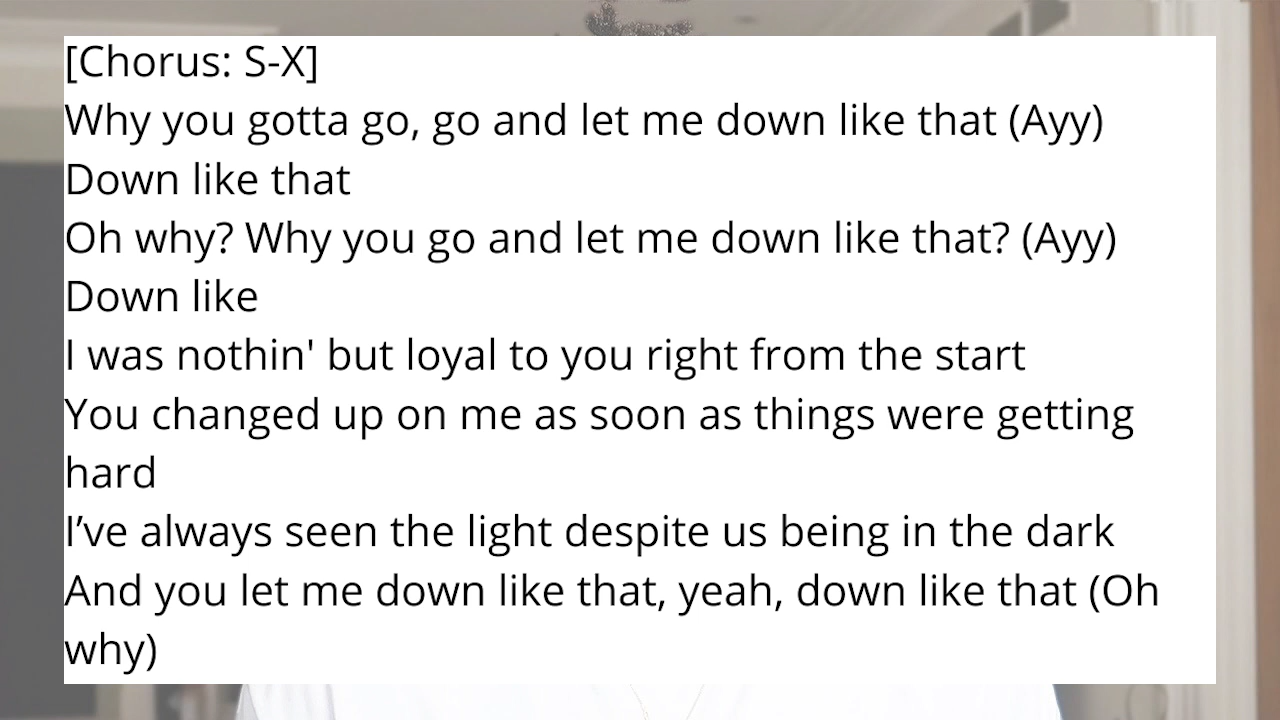 [Chorus: S-X]
Why you gotta go, go and let me down like that (Ayy)
Down like that
Oh why? Why you go and let me down like that? (Ayy)
Down like
I was nothin' but loyal to you right from the start
You changed up on me as soon as things were getting
hard
I’ve always seen the light despite us being in the dark
And you let me down like that, yeah, down like that (Oh
why)